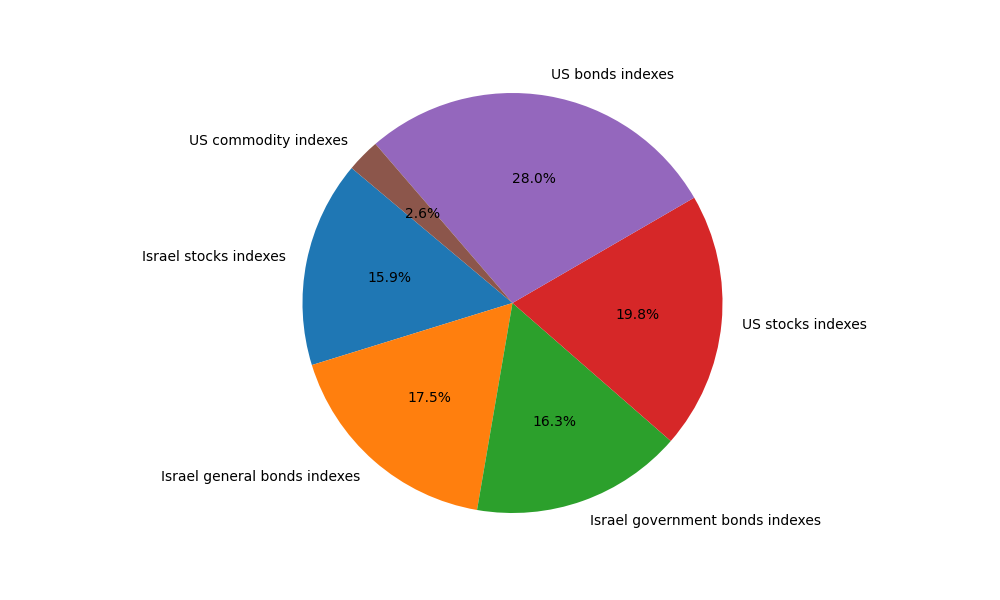 US bonds indexes
US commodity indexes
28.0%
2.6%
Israel stocks indexes
15.9%
19.8%
US stocks indexes
17.5%
16.3%
Israel general bonds indexes
Israel government bonds indexes